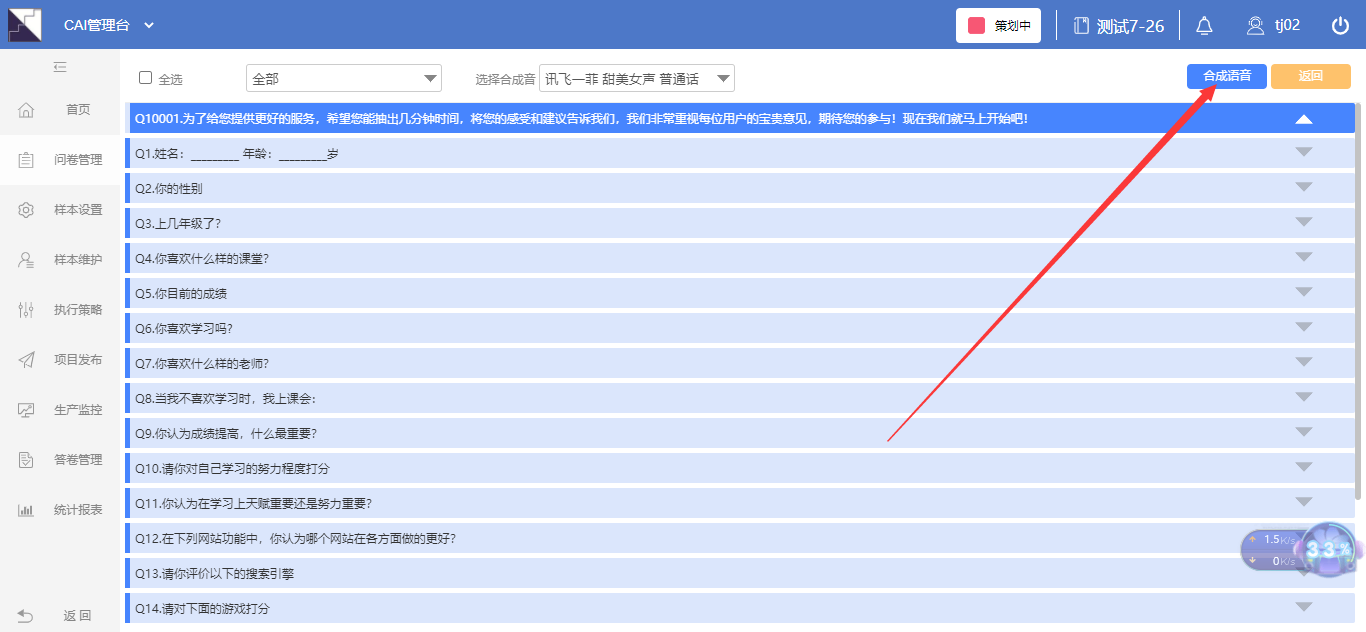 CAI管理台
策划中
测试7-26
tj02
首页
问卷管理
样本设置
样本维护
执行策略
项目发布
生产监控
答卷管理
统计报表
返回
全选
全部
选择合成音
讯飞一菲 甜美女声 普通话
合成语音
返回
Q10001.为了给您提供更好的服务，希望您能抽出几分钟时间，将您的感受和建议告诉我们，我们非常重视每位用户的宝贵意见，期待您的参与！现在我们就马上开始吧！
Q1.姓名：________ 年龄：________岁
Q2.你的性别
Q3.上几年级了?
Q4.你喜欢什么样的课堂?
Q5.你目前的成绩
Q6.你喜欢学习吗?
Q7.你喜欢什么样的老师?
Q8.当我不喜欢学习时，我上课会：
Q9.你认为成绩提高，什么最重要?
Q10.请你对自己学习的努力程度打分
Q11.你认为在学习上天赋重要还是努力重要?
Q12.在下列网站功能中，你认为哪个网站在各方面做的更好?
Q13.请你评价以下的搜索引擎
Q14.请对下面的游戏打分
1.5K/s
0K/s
33%